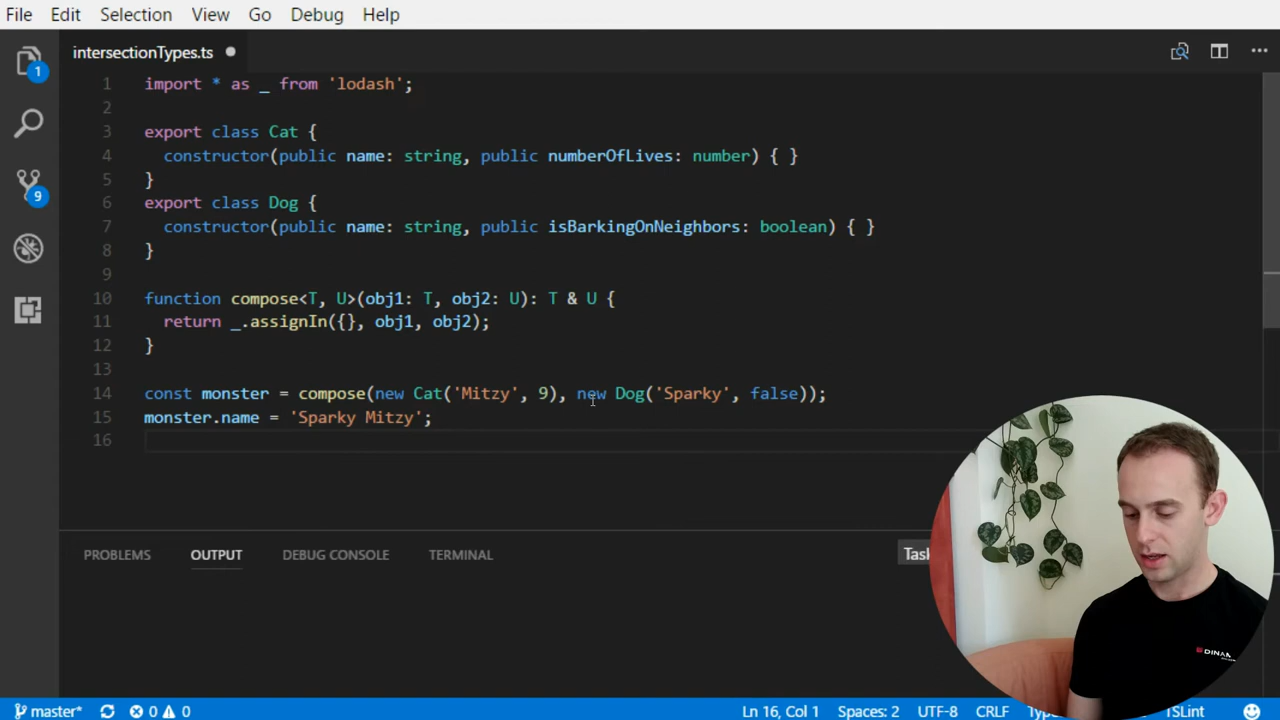 File Edit Selection View Go Debug Help
intersectionTypes.ts
1 import * as _ from 'lodash';
2
3 export class Cat {
4 constructor(public name: string, public numberOfLives: number) { }
5 }
6 export class Dog {
7 constructor(public name: string, public isBarkingOnNeighbors: boolean) { }
8 }
9
10 function compose<T, U>(obj1: T, obj2: U): T & U {
11 return _.assignIn({}, obj1, obj2);
12 }
13
14 const monster = compose(new Cat('Mitzy', 9), new Dog('Sparky', false));
15 monster.name = 'Sparky Mitzy';
16
1
9
PROBLEMS OUTPUT DEBUG CONSOLE TERMINAL
master* 0 0 Ln 16, Col 1 Spaces: 2 UTF-8 CRLF TSLint